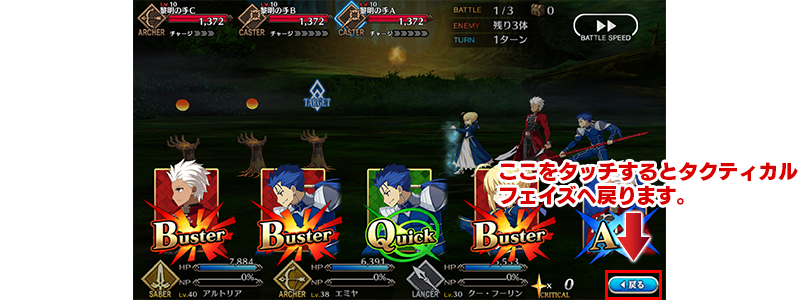 Lv 10
黎明の手C
1,372
ARCHER
チャージ
Lv 10
黎明の手B
1,372
CASTER
チャージ
Lv 10
黎明の手A
1,372
CASTER
チャージ
BATTLE 1/3 0
ENEMY 残り3体
TURN 1ターン
BATTLE SPEED
TARGET
ここをタッチするとタクティカル
フェイズへ戻ります。
Buster
Buster
Quick
Buster
HP 7,884
NP 0%
SABER Lv.40 アルトリア
HP 6,391
NP 0%
ARCHER Lv.38 エミヤ
HP
NP 0%
LANCER Lv.30 クー・フーリン
0
CRITICAL
戻る